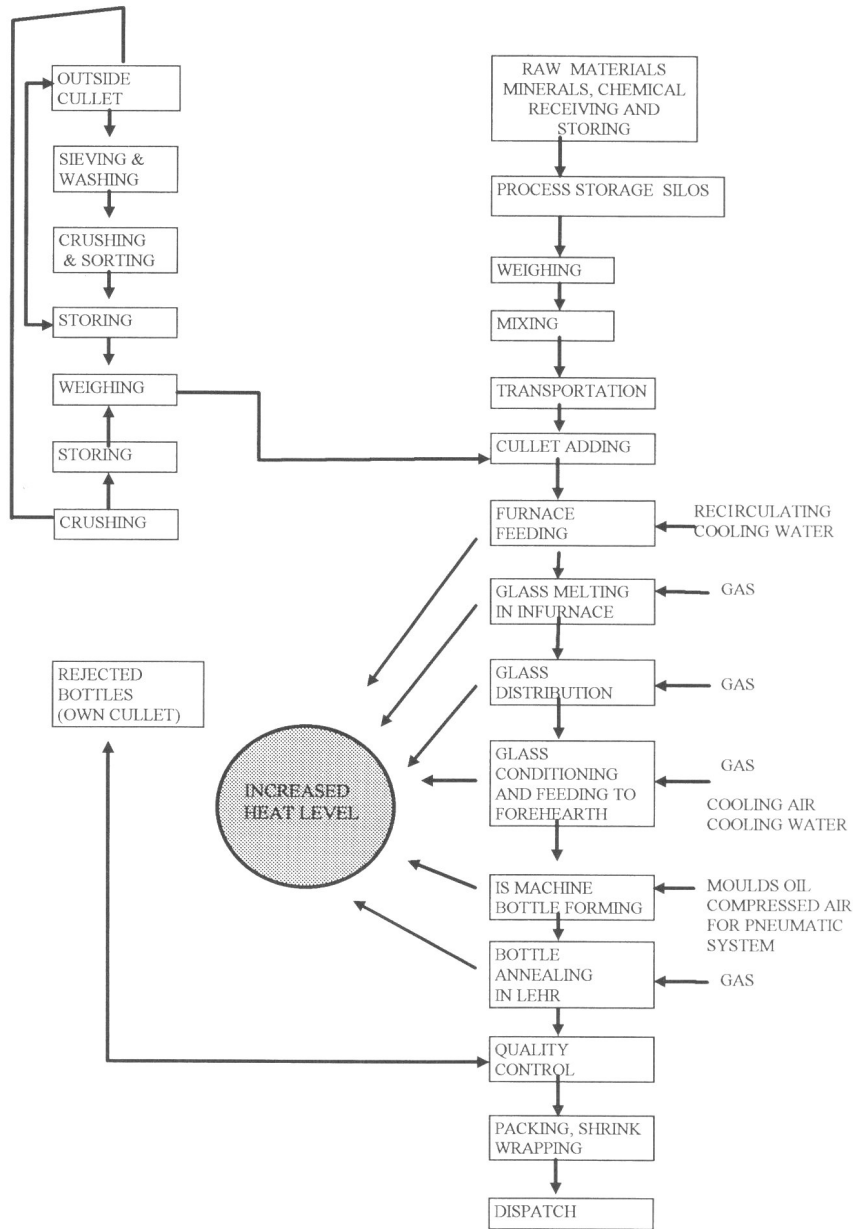 OUTSIDE
CULLET
SIEVING &
WASHING
CRUSHING
& SORTING
STORING
WEIGHING
STORING
CRUSHING
RAW MATERIALS
MINERALS, CHEMICAL
RECEIVING AND
STORING
PROCESS STORAGE SILOS
WEIGHING
MIXING
TRANSPORTATION
CULLET ADDING
FURNACE
FEEDING
RECIRCULATING
COOLING WATER
GLASS MELTING
IN INFURNACE
GAS
GLASS
DISTRIBUTION
GAS
GLASS
CONDITIONING
AND FEEDING TO
FOREHEARTH
GAS
COOLING AIR
COOLING WATER
IS MACHINE
BOTTLE FORMING
MOULDS OIL
COMPRESSED AIR
FOR PNEUMATIC
SYSTEM
BOTTLE
ANNEALING
IN LEHR
GAS
QUALITY
CONTROL
PACKING, SHRINK
WRAPPING
DISPATCH
REJECTED
BOTTLES
(OWN CULLET)
INCREASED
HEAT LEVEL